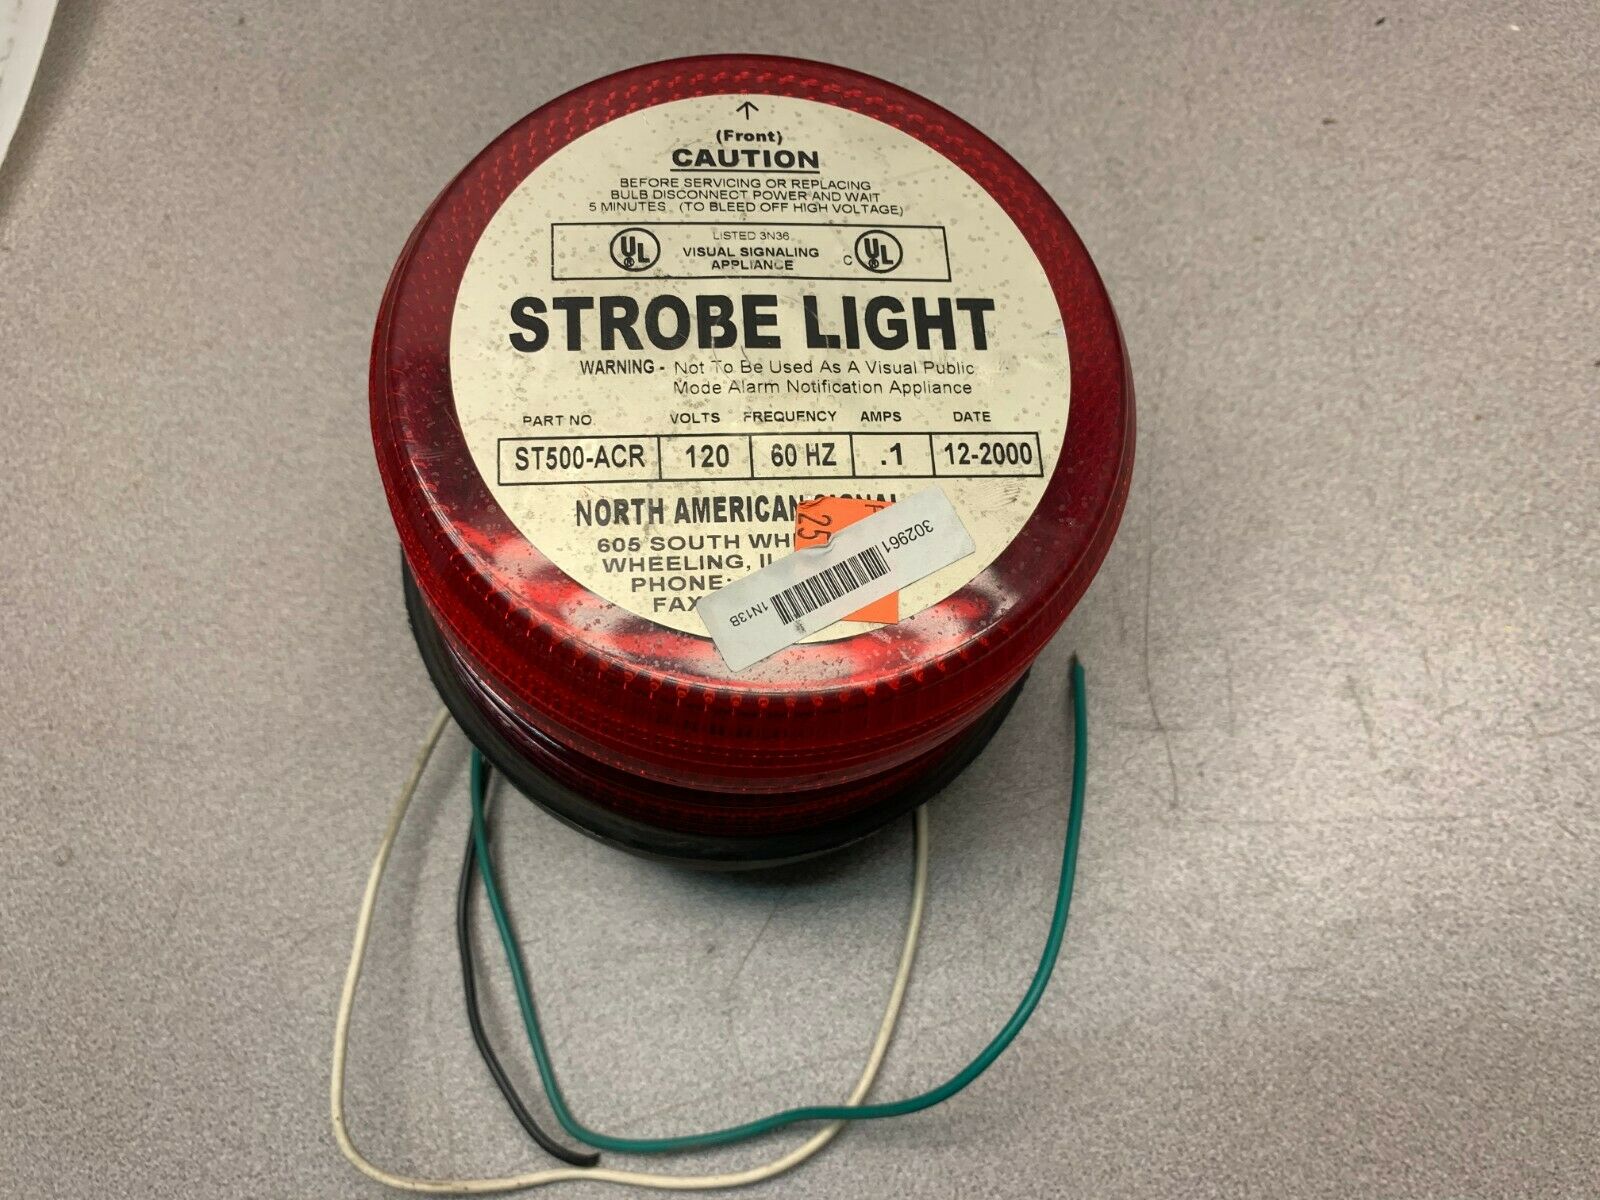 (Front)
CAUTION
BEFORE SERVICING OR REPLACING
BULB DISCONNECT POWER AND WAIT
5 MINUTES (TO BLEED OFF HIGH VOLTAGE)
UL
LISTED 3N36
VISUAL SIGNALING
APPLIANCE
C UL
STROBE LIGHT
WARNING - Not To Be Used As A Visual Public
Mode Alarm Notification Appliance
PART NO. VOLTS FREQUENCY AMPS DATE
ST500-ACR 120 60 HZ .1 12-2000
NORTH AMERICAN
605 SOUTH
WHEELING,
PHONE:
FAX
25
302961
1N13B